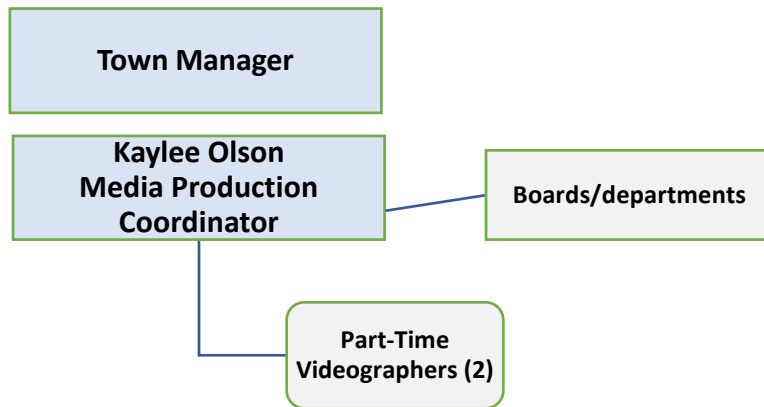 Town Manager
Kaylee Olson
Media Production
Coordinator
Boards/departments
Part-Time
Videographers (2)